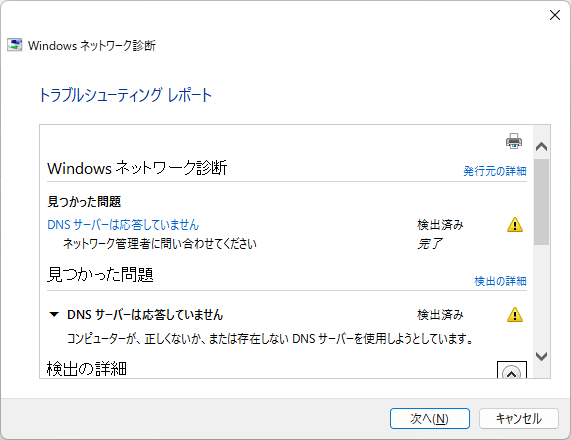 Windows ネットワーク診断
トラブルシューティング レポート
Windows ネットワーク診断
発行元の詳細
見つかった問題
DNS サーバーは応答していません 検出済み
ネットワーク管理者に問い合わせてください 完了
見つかった問題
検出の詳細
DNS サーバーは応答していません 検出済み
コンピューターが、正しくないか、または存在しない DNS サーバーを使用しようとしています。
検出の詳細
次へ(N) キャンセル